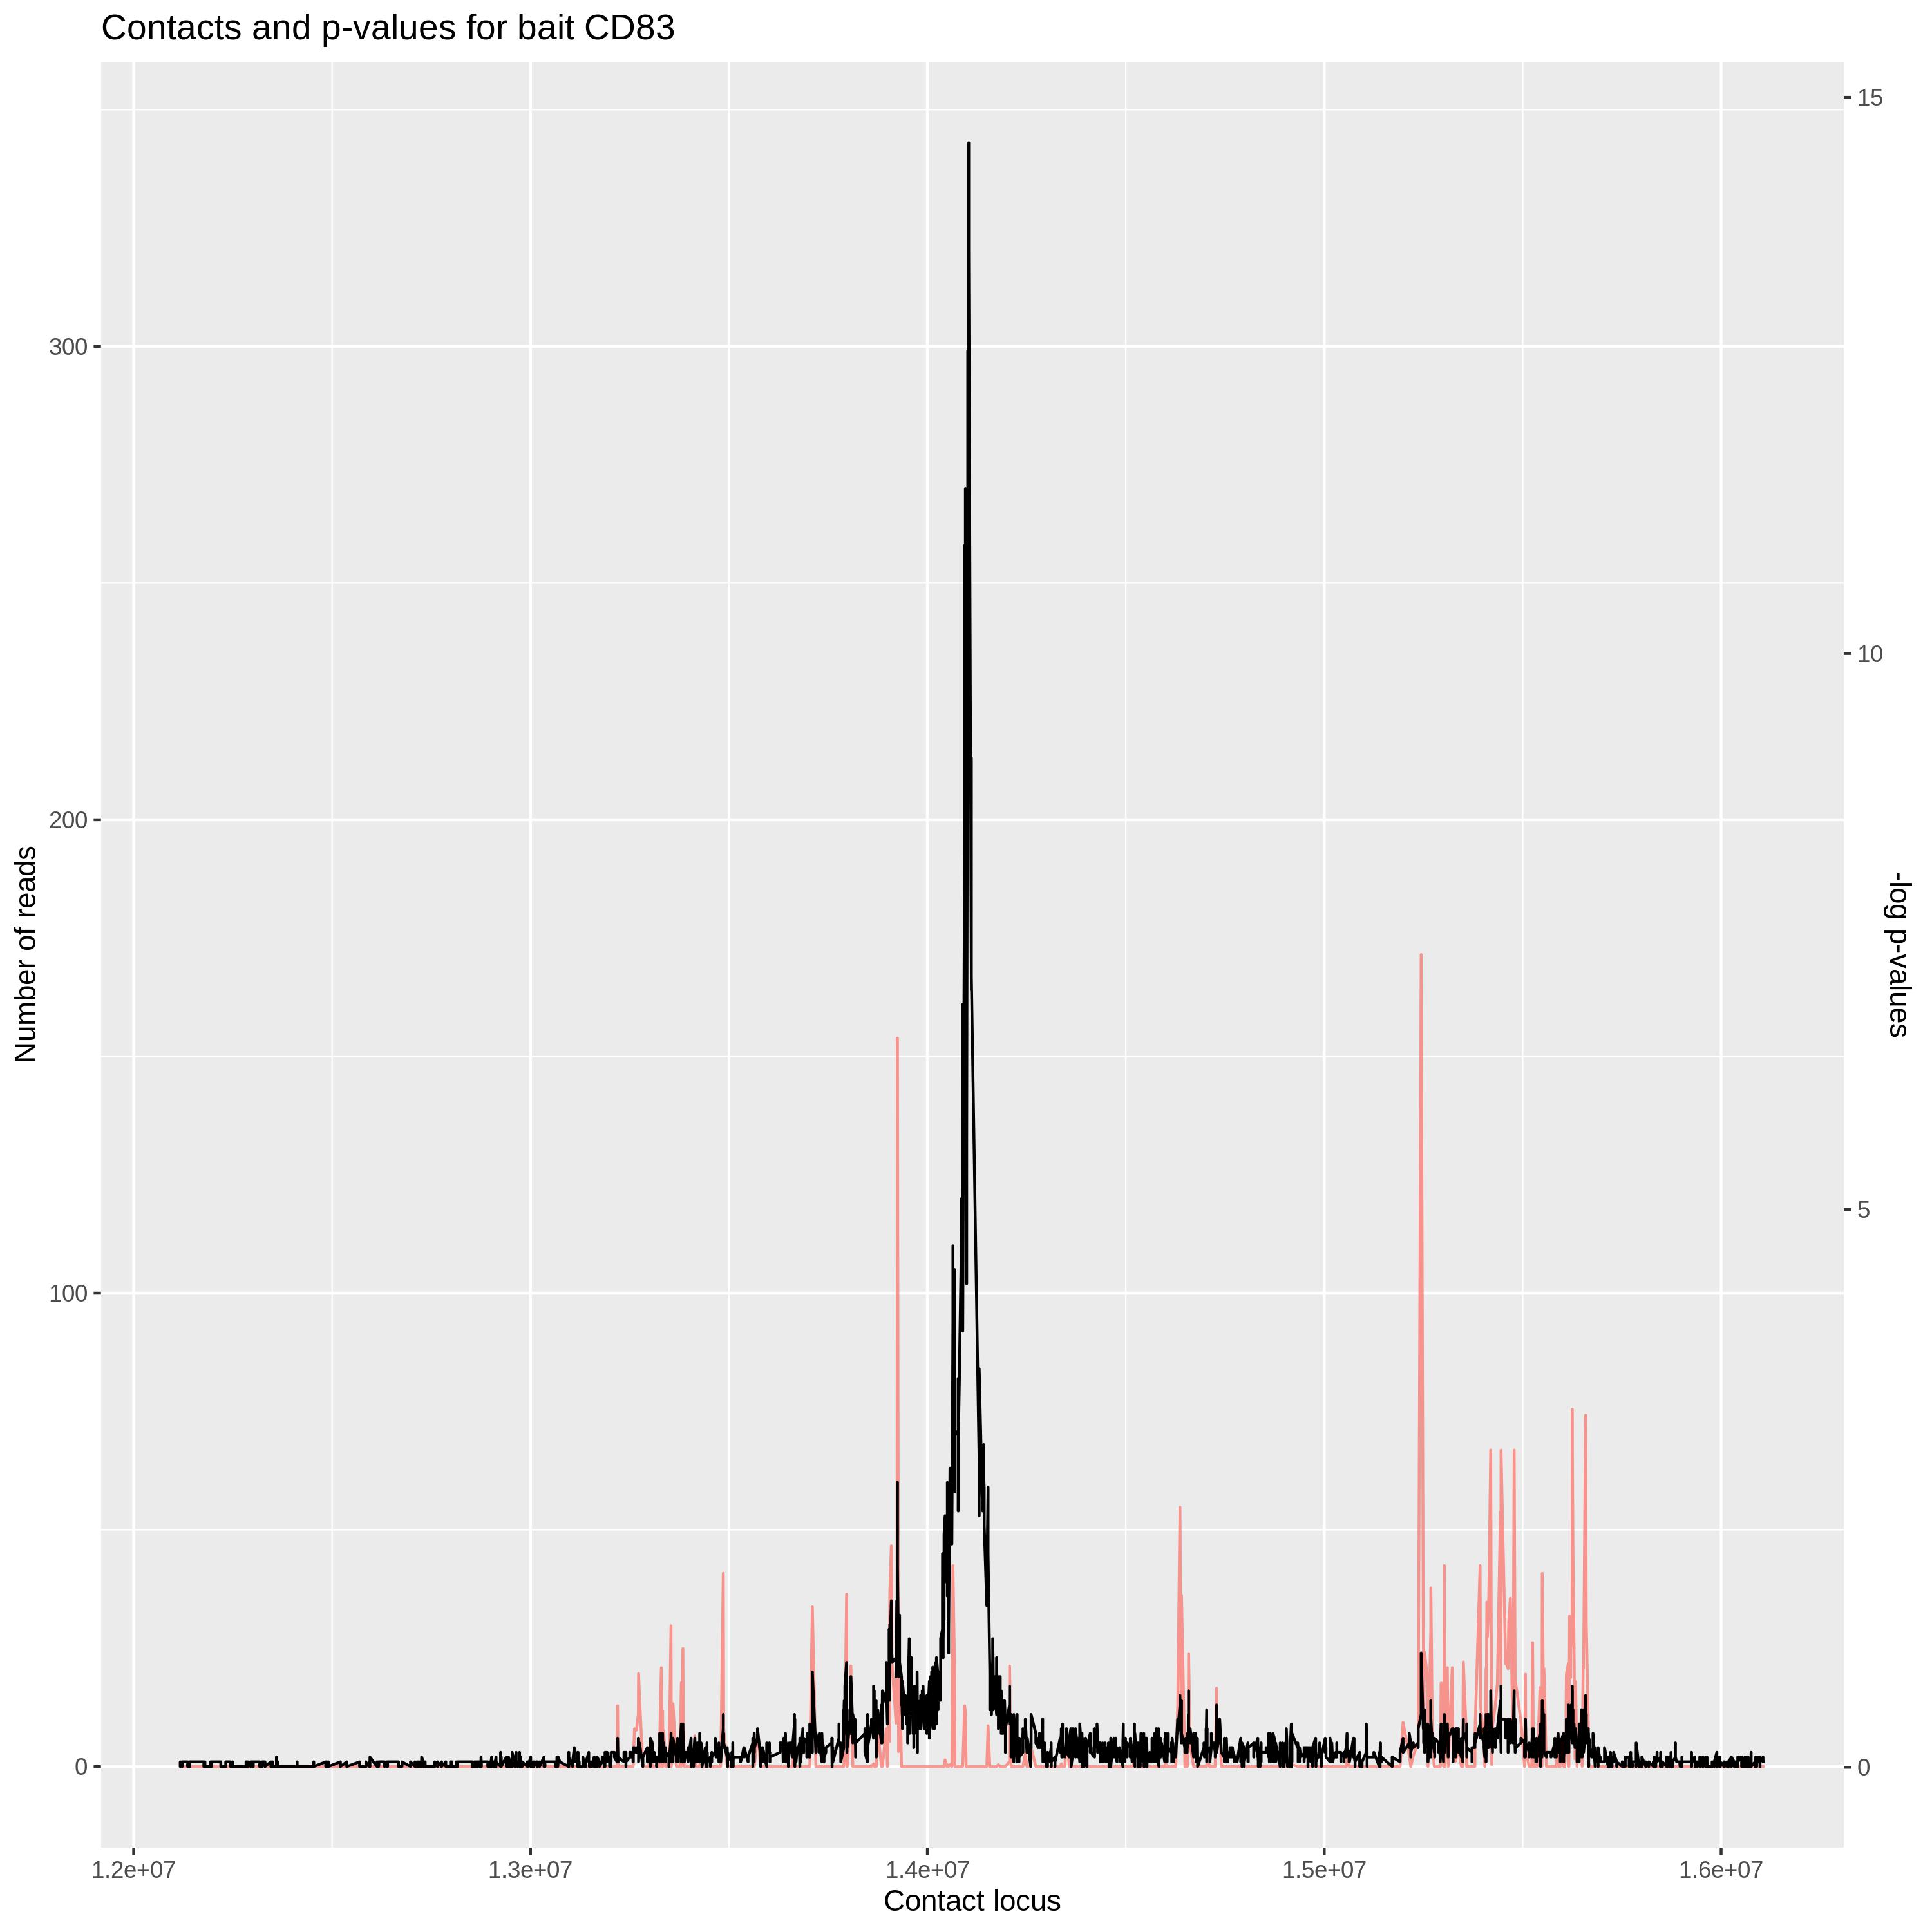 Contacts and p-values for bait CD83
15
300
10
200
Number of reads
-log p-values
5
100
0
0
1.2e+07 1.3e+07 1.4e+07 1.5e+07 1.6e+07
Contact locus